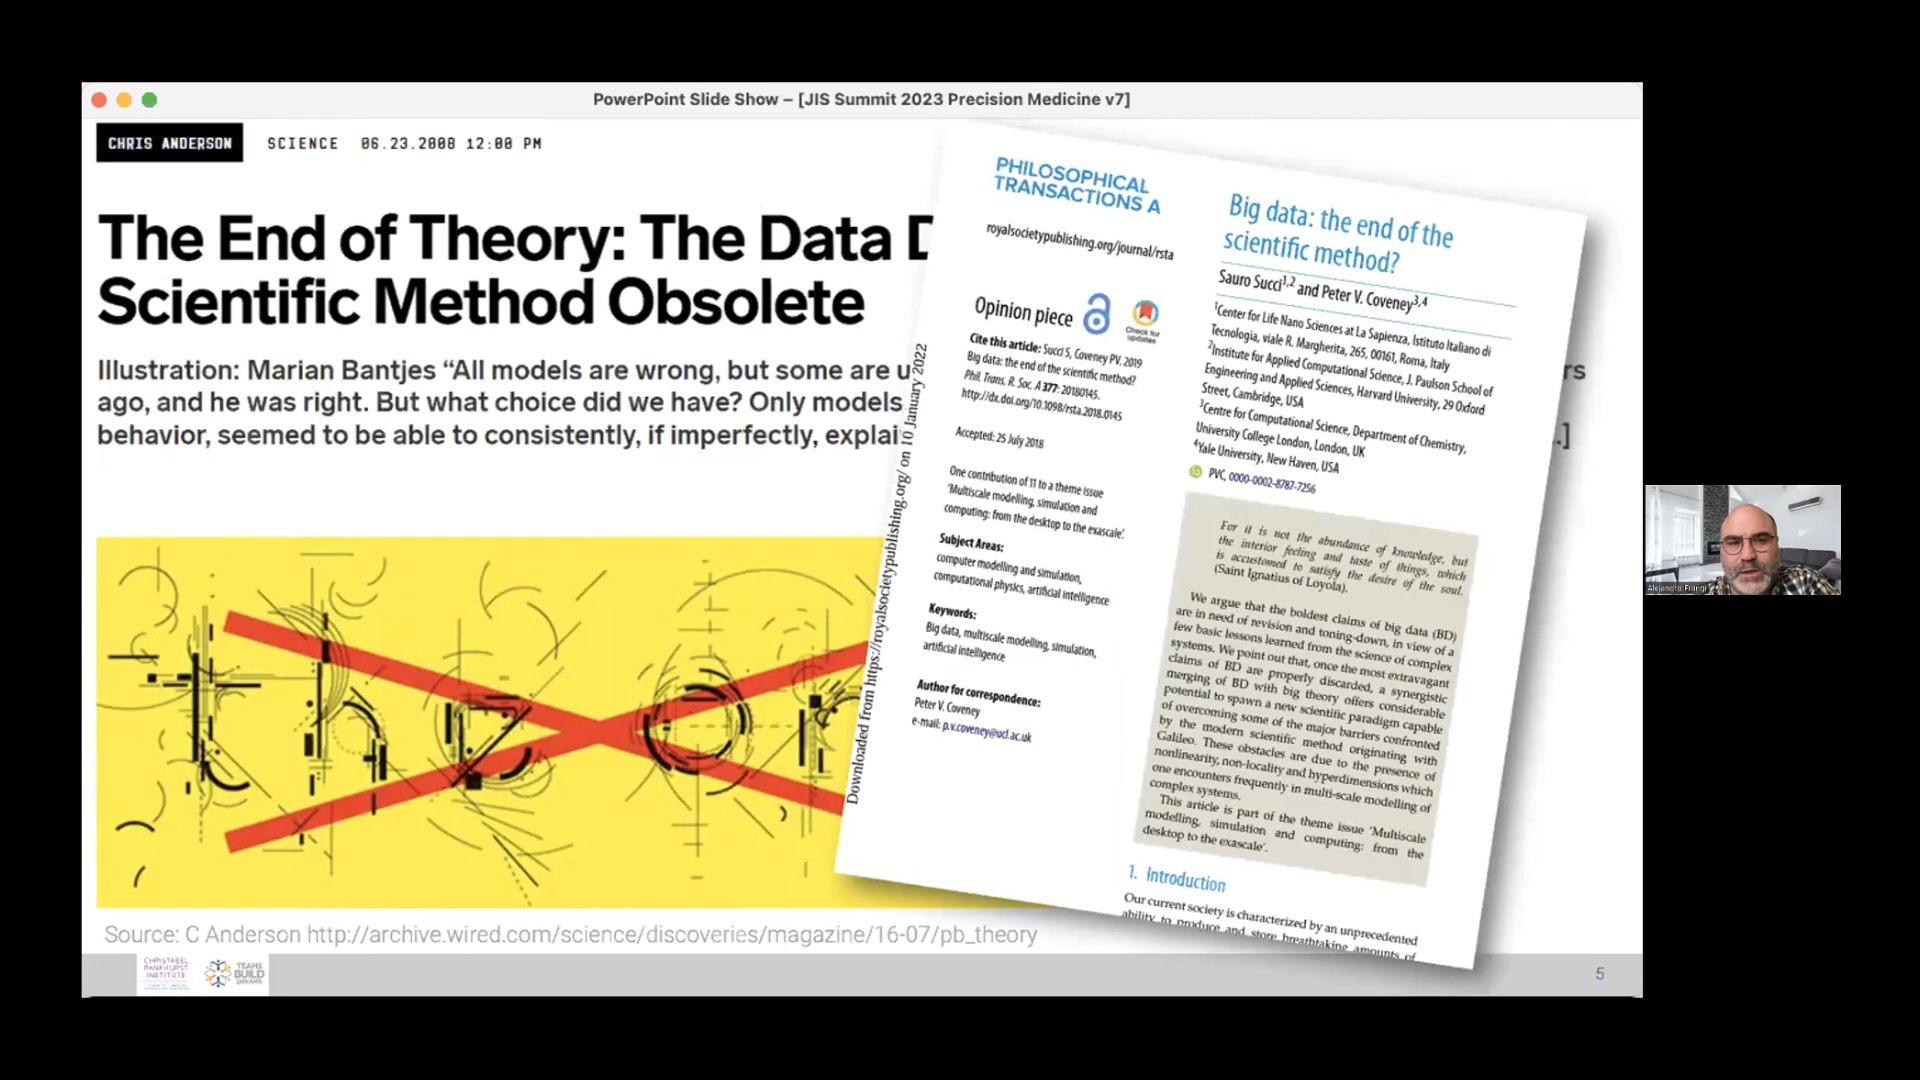 PowerPoint Slide Show – [JIS Summit 2023 Precision Medicine v7]
CHRIS ANDERSON
SCIENCE 06.23.2008 12:00 PM
The End of Theory: The Data D
Scientific Method Obsolete
Illustration: Marian Bantjes “All models are wrong, but some are u
rs
ago, and he was right. But what choice did we have? Only models
behavior, seemed to be able to consistently, if imperfectly, explai
.]
Source: C Anderson http://archive.wired.com/science/discoveries/magazine/16-07/pb_theory
CHRISTABEL
PANKHURST
INSTITUTE
TEAMS
BUILD
DREAMS
5
Downloaded from https://royalsocietypublishing.org/ on 10 January 2022
PHILOSOPHICAL
TRANSACTIONS A
royalsocietypublishing.org/journal/rsta
Opinion piece
Check for
updates
Cite this article: Succi S, Coveney PV. 2019
Big data: the end of the scientific method?
Phil. Trans. R. Soc. A 377: 20180145.
http://dx.doi.org/10.1098/rsta.2018.0145
Accepted: 25 July 2018
One contribution of 11 to a theme issue
‘Multiscale modelling, simulation and
computing: from the desktop to the exascale’.
Subject Areas:
computer modelling and simulation,
computational physics, artificial intelligence
Keywords:
Big data, multiscale modelling, simulation,
artificial intelligence
Author for correspondence:
Peter V. Coveney
e-mail: p.v.coveney@ucl.ac.uk
Big data: the end of the
scientific method?
Sauro Succi1,2 and Peter V. Coveney3,4
1Center for Life Nano Sciences at La Sapienza, Istituto Italiano di
Tecnologia, viale R. Margherita, 265, 00161, Roma, Italy
2Institute for Applied Computational Science, J. Paulson School of
Engineering and Applied Sciences, Harvard University, 29 Oxford
Street, Cambridge, USA
3Centre for Computational Science, Department of Chemistry,
University College London, London, UK
4Yale University, New Haven, USA
PVC, 0000-0002-8787-7256
For it is not the abundance of knowledge, but
the interior feeling and taste of things, which
is accustomed to satisfy the desire of the soul.
(Saint Ignatius of Loyola).
We argue that the boldest claims of big data (BD)
are in need of revision and toning-down, in view of a
few basic lessons learned from the science of complex
systems. We point out that, once the most extravagant
claims of BD are properly discarded, a synergistic
merging of BD with big theory offers considerable
potential to spawn a new scientific paradigm capable
of overcoming some of the major barriers confronted
by the modern scientific method originating with
Galileo. These obstacles are due to the presence of
nonlinearity, non-locality and hyperdimensions which
one encounters frequently in multi-scale modelling of
complex systems.
This article is part of the theme issue ‘Multiscale
modelling, simulation and computing: from the
desktop to the exascale’.
1. Introduction
Our current society is characterized by an unprecedented
ability to produce and store breathtaking amounts of
Alejandro Frangi